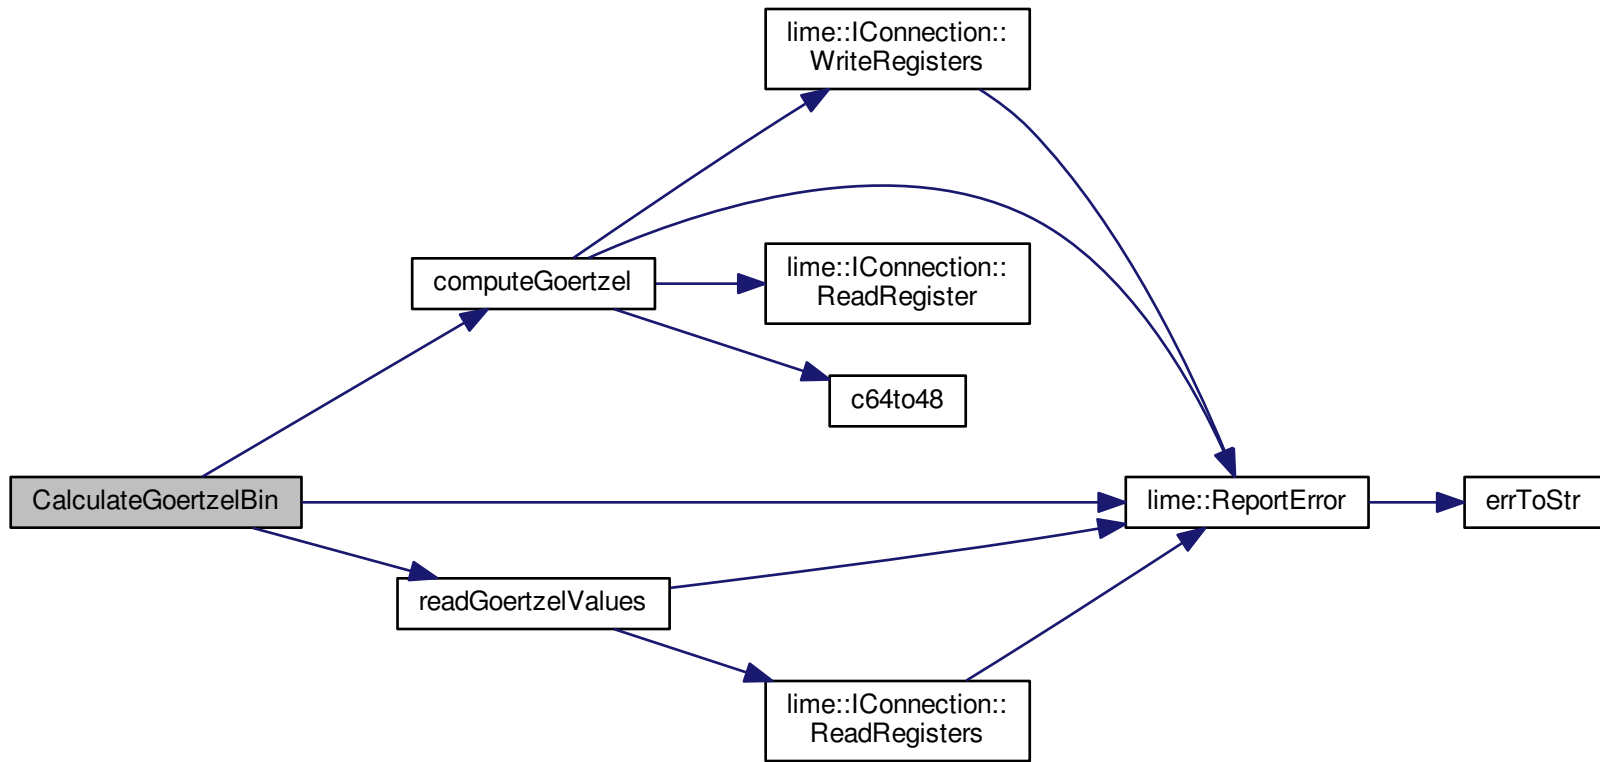 lime::IConnection::
WriteRegisters
computeGoertzel
lime::IConnection::
ReadRegister
c64to48
CalculateGoertzelBin
lime::ReportError
errToStr
readGoertzelValues
lime::IConnection::
ReadRegisters